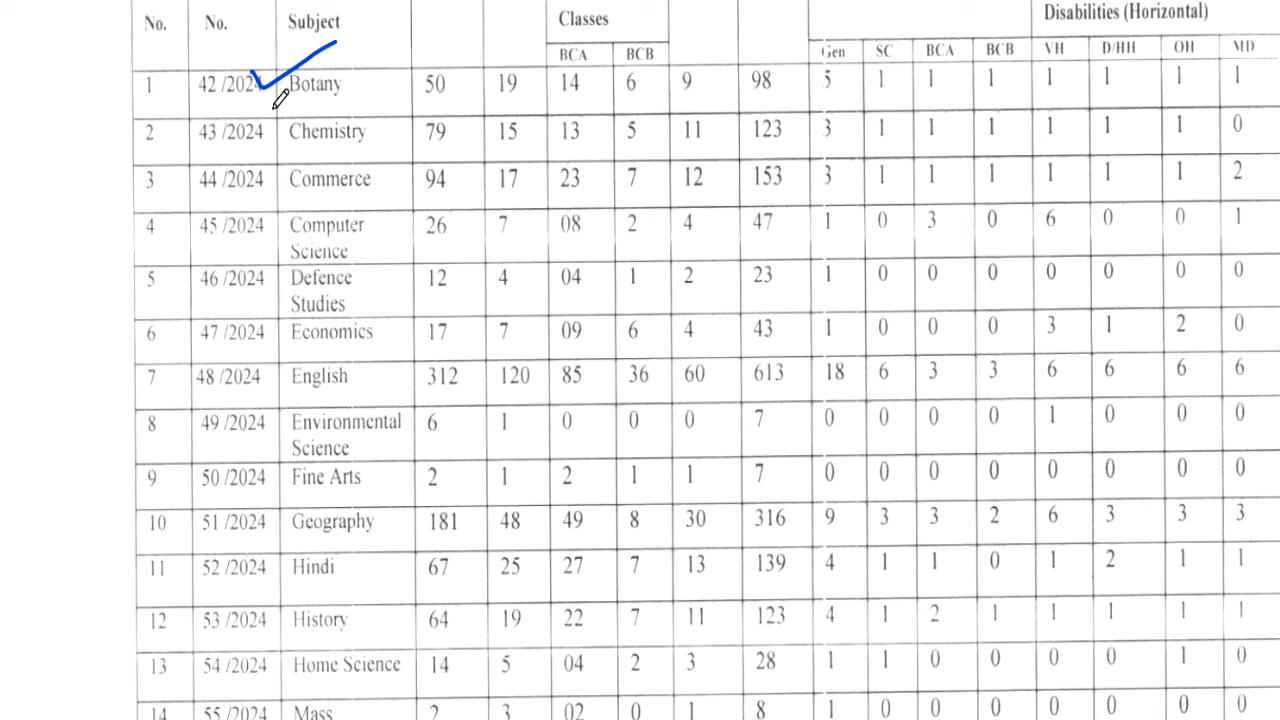 Disabilities (Horizontal)
No. No. Subject Classes
BCA BCB Gen SC BCA BCB VH D/HH OH MD
1 42 /2024 Botany 50 19 14 6 9 98 5 1 1 1 1 1 1 1
2 43 /2024 Chemistry 79 15 13 5 11 123 3 1 1 1 1 1 1 0
3 44 /2024 Commerce 94 17 23 7 12 153 3 1 1 1 1 1 1 2
4 45 /2024 Computer Science 26 7 08 2 4 47 1 0 3 0 6 0 0 1
5 46 /2024 Defence Studies 12 4 04 1 2 23 1 0 0 0 0 0 0 0
6 47 /2024 Economics 17 7 09 6 4 43 1 0 0 0 3 1 2 0
7 48 /2024 English 312 120 85 36 60 613 18 6 3 3 6 6 6 6
8 49 /2024 Environmental Science 6 1 0 0 0 7 0 0 0 0 1 0 0 0
9 50 /2024 Fine Arts 2 1 2 1 1 7 0 0 0 0 0 0 0 0
10 51 /2024 Geography 181 48 49 8 30 316 9 3 3 2 6 3 3 3
11 52 /2024 Hindi 67 25 27 7 13 139 4 1 1 0 1 2 1 1
12 53 /2024 History 64 19 22 7 11 123 4 1 2 1 1 1 1 1
13 54 /2024 Home Science 14 5 04 2 3 28 1 1 0 0 0 0 1 0
14 55 /2024 Mass 2 3 02 0 1 8 1 0 0 0 0 0 0 0